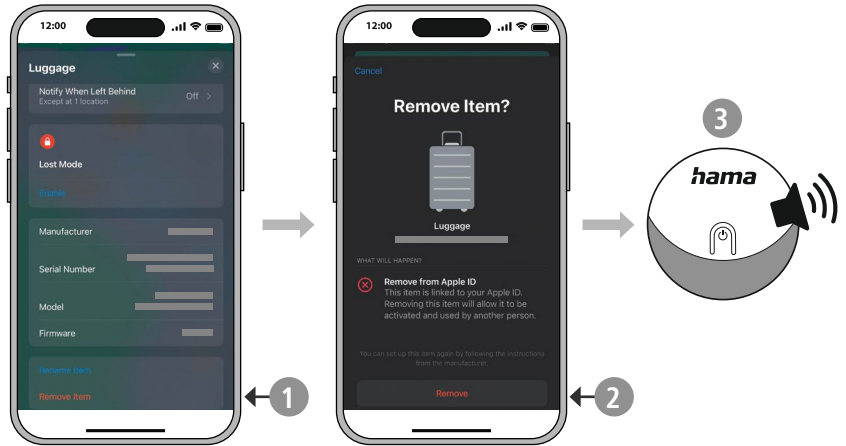 12:00
Luggage
Notify When Left Behind
Except at 1 location
Off >
Lost Mode
Enable
Manufacturer
Serial Number
Model
Firmware
Rename Item
Remove Item
1
12:00
Cancel
Remove Item?
Luggage
WHAT WILL HAPPEN?
Remove from Apple ID
This item is linked to your Apple ID.
Removing this item will allow it to be
activated and used by another person.
You can set up this item again by following the instructions
from the manufacturer.
Remove
2
3
hama